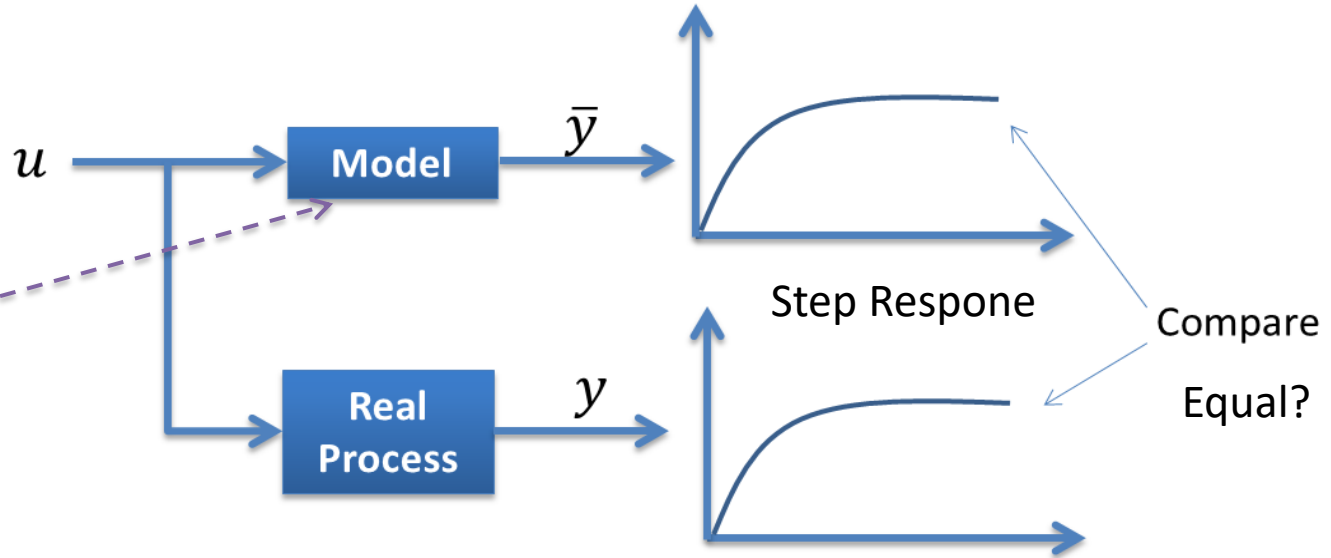 u
Model
ȳ
Step Respone
Compare
Equal?
Real
Process
y